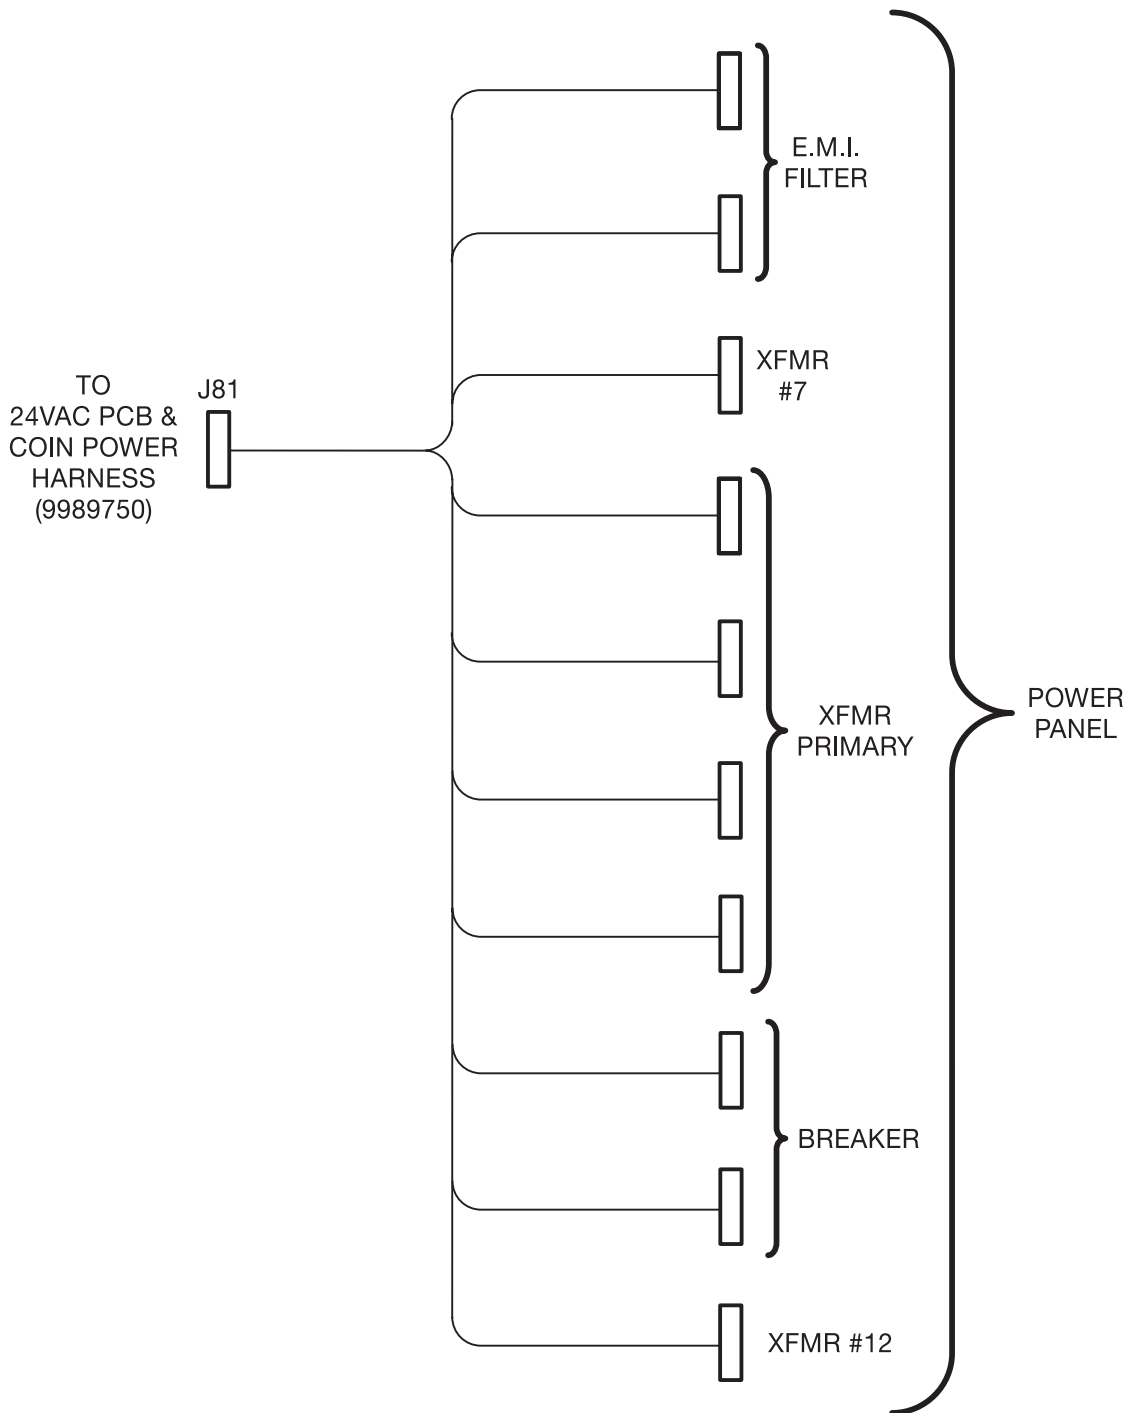 E.M.I.
FILTER
XFMR
#7
TO
24VAC PCB &
COIN POWER
HARNESS
(9989750)
J81
XFMR
PRIMARY
POWER
PANEL
BREAKER
XFMR #12